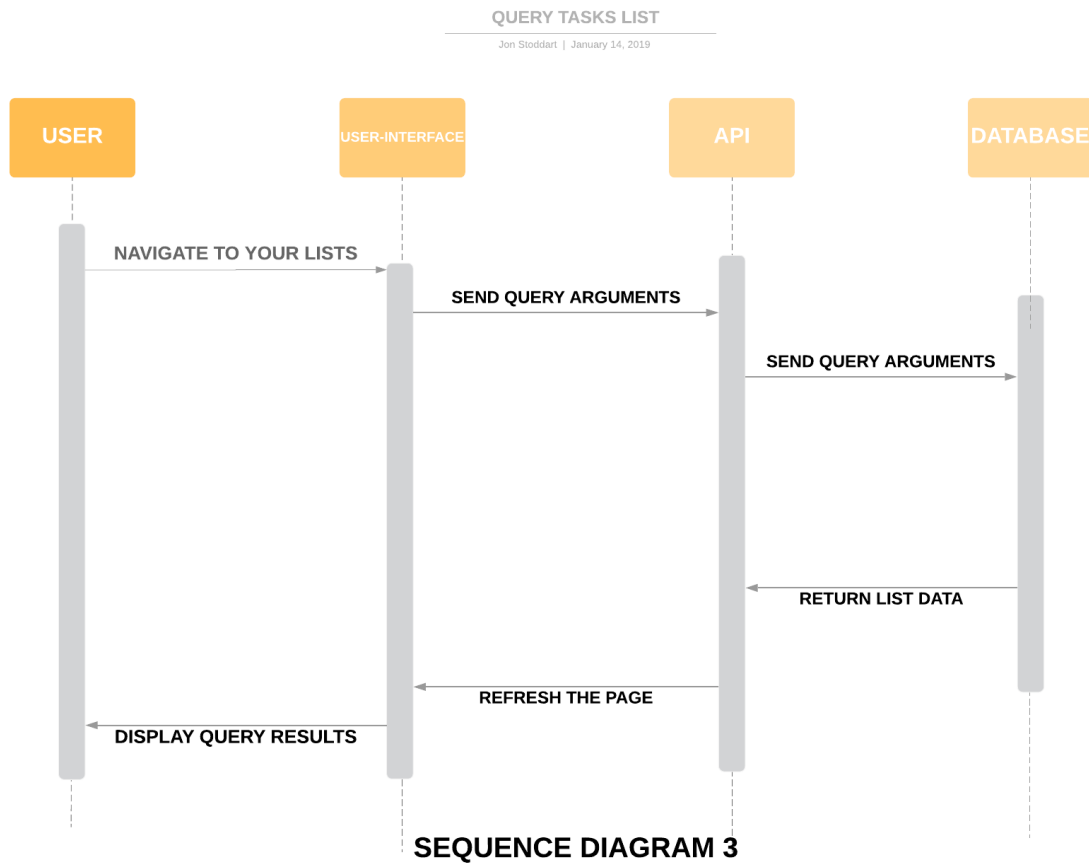 QUERY TASKS LIST
Jon Stoddart | January 14, 2019
USER
USER-INTERFACE
API
DATABASE
NAVIGATE TO YOUR LISTS
SEND QUERY ARGUMENTS
SEND QUERY ARGUMENTS
RETURN LIST DATA
REFRESH THE PAGE
DISPLAY QUERY RESULTS
SEQUENCE DIAGRAM 3